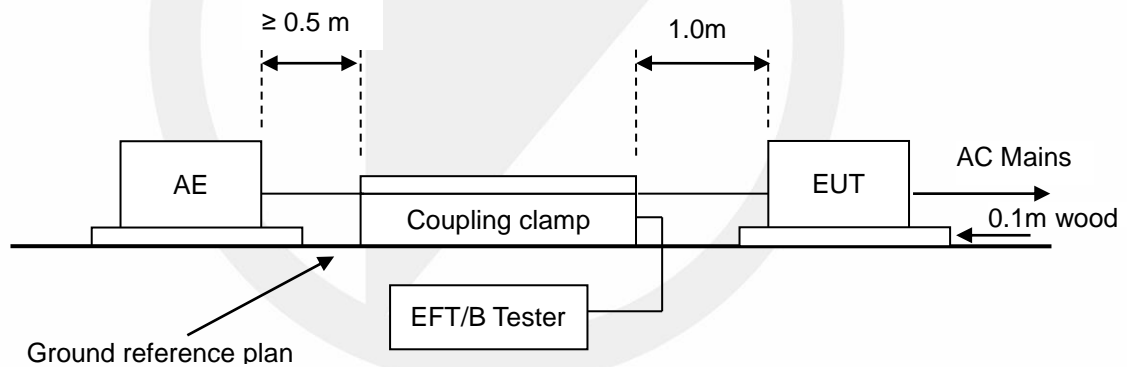 ≥ 0.5 m
1.0m
AE
EUT
AC Mains
Coupling clamp
0.1m wood
EFT/B Tester
Ground reference plan